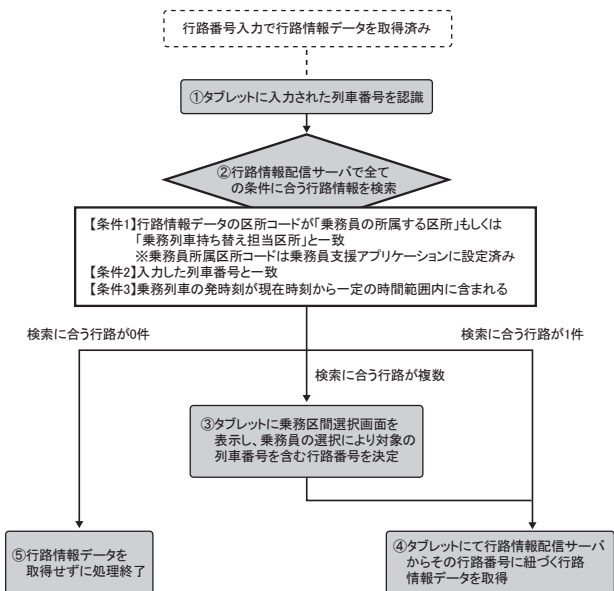 行路番号入力で行路情報データを取得済み
①タブレットに入力された列車番号を認識
②行路情報配信サーバで全て
の条件に合う行路情報を検索
【条件1】行路情報データの区所コードが「乗務員の所属する区所」もしくは
「乗務列車持ち替え担当区所」と一致
※乗務員所属区所コードは乗務員支援アプリケーションに設定済み
【条件2】入力した列車番号と一致
【条件3】乗務列車の発時刻が現在時刻から一定の時間範囲内に含まれる
検索に合う行路が0件
検索に合う行路が1件
検索に合う行路が複数
③タブレットに乗務区間選択画面を
表示し、乗務員の選択により対象の
列車番号を含む行路番号を決定
⑤行路情報データを
取得せずに処理終了
④タブレットにて行路情報配信サーバ
からその行路番号に紐づく行路
情報データを取得